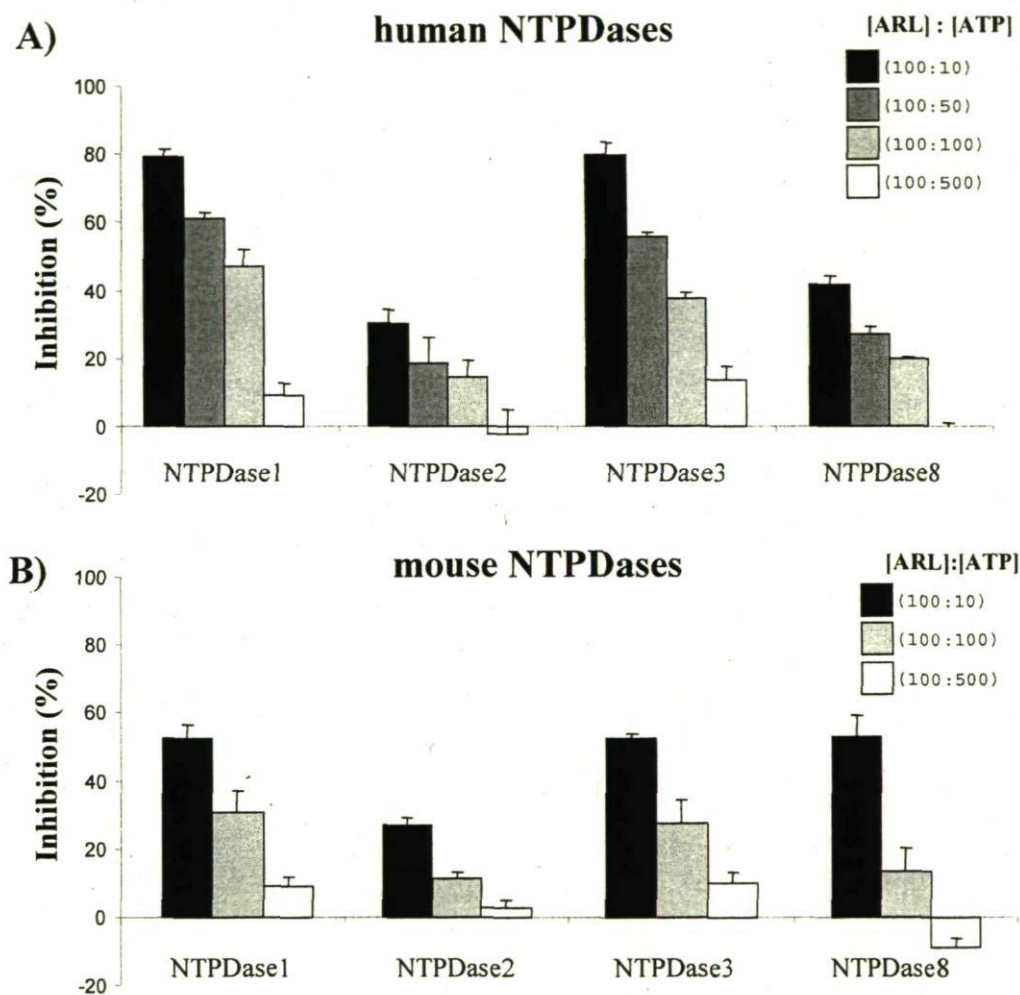 A)
human NTPDases
[ARL] : [ATP]
(100:10)
(100:50)
(100:100)
(100:500)
Inhibition (%)
100
80
60
40
20
0
-20
NTPDase1 NTPDase2 NTPDase3 NTPDase8
B)
mouse NTPDases
[ARL]:[ATP]
(100:10)
(100:100)
(100:500)
Inhibition (%)
100
80
60
40
20
0
-20
NTPDase1 NTPDase2 NTPDase3 NTPDase8